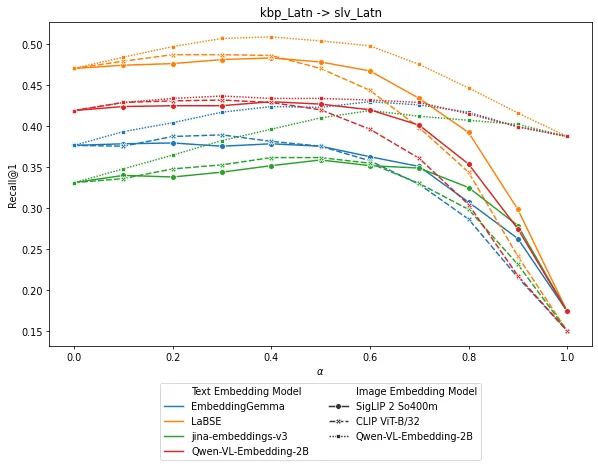 kbp_Latn -> slv_Latn
Recall@1
0.50
0.45
0.40
0.35
0.30
0.25
0.20
0.15
0.0 0.2 0.4 0.6 0.8 1.0
α
Text Embedding Model Image Embedding Model
EmbeddingGemma SigLIP 2 So400m
LaBSE CLIP ViT-B/32
jina-embeddings-v3 Qwen-VL-Embedding-2B
Qwen-VL-Embedding-2B